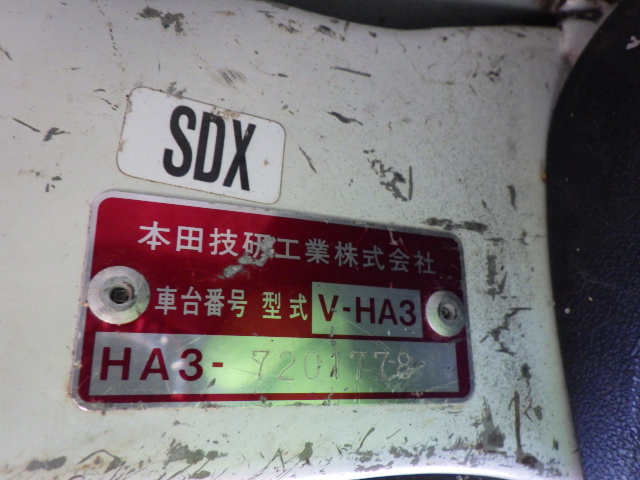 SDX
本田技研工業株式会社
車台番号 型式 V-HA3
HA3-7201778